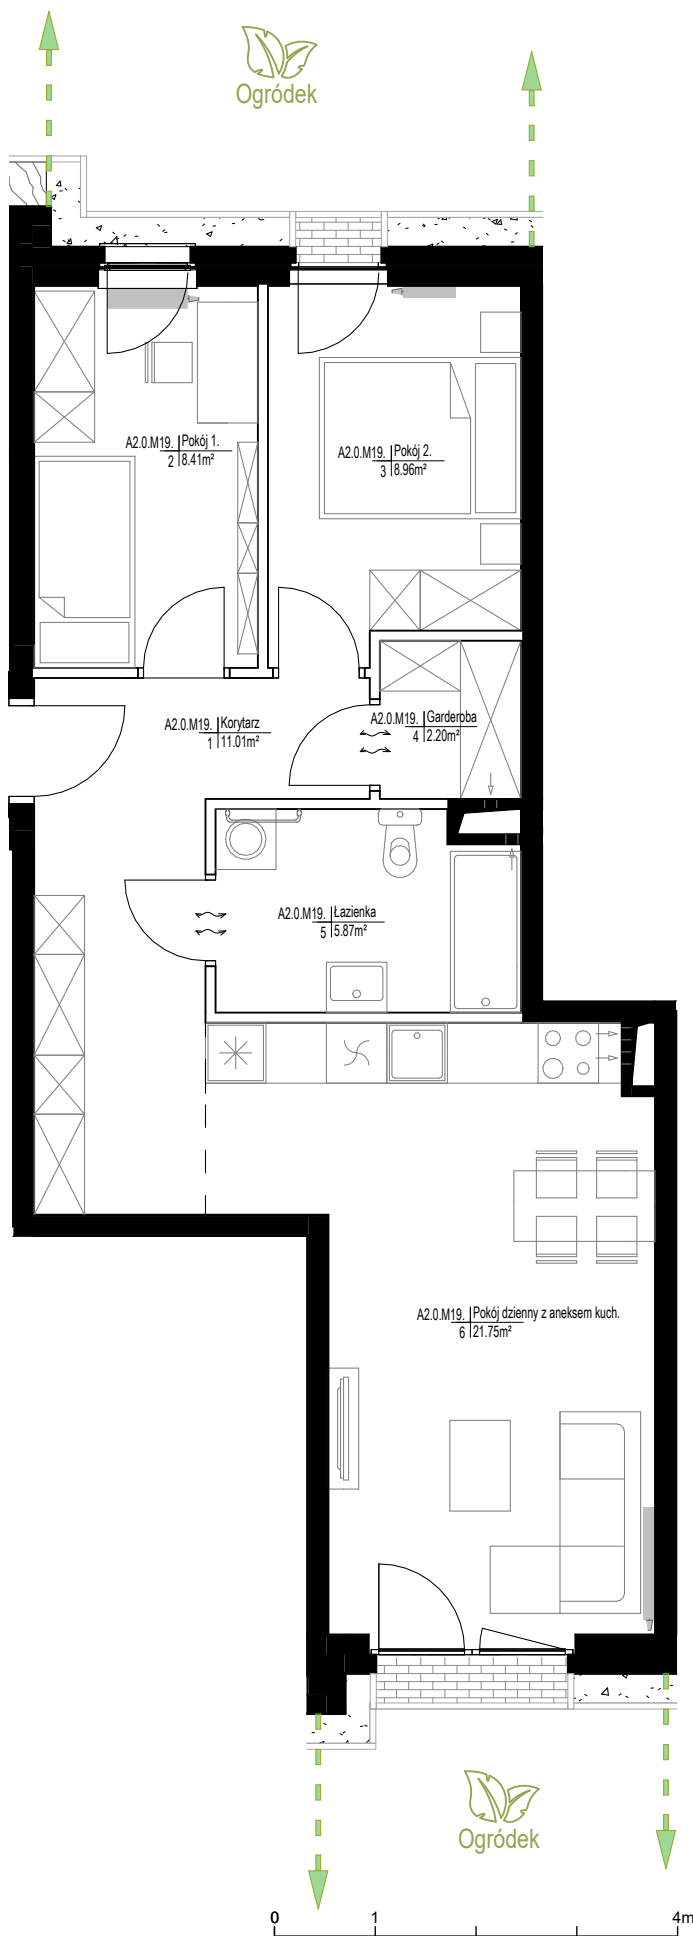 Ogródek
A2.0.M19. Pokój 1.
2 8.41m²
A2.0.M19. Pokój 2.
3 8.96m²
A2.0.M19. Korytarz
1 11.01m²
A2.0.M19. Garderoba
4 2.20m²
A2.0.M19. Łazienka
5 5.87m²
A2.0.M19. Pokój dzienny z aneksem kuch.
6 21.75m²
Ogródek
0 1 4m